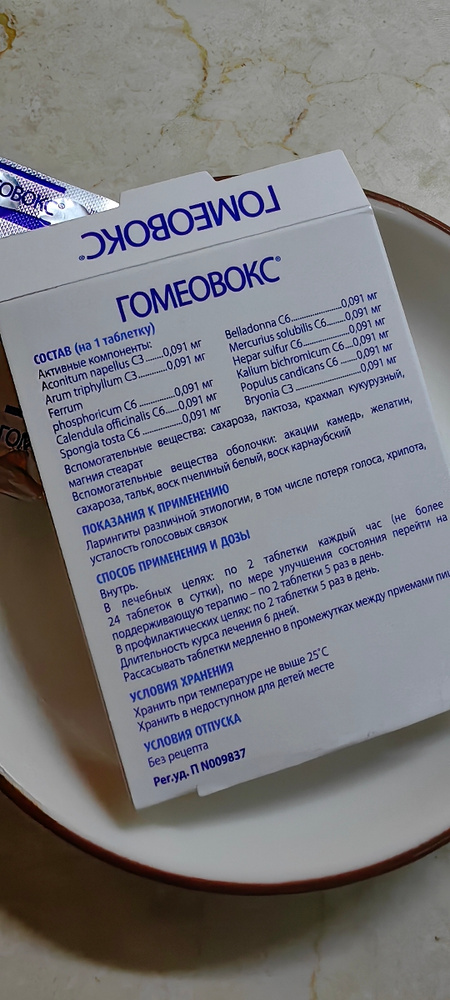 ОВОКС®
ГОМЕОВОКС®
ГОМЕОВОКС®
СОСТАВ (на 1 таблетку)
Активные компоненты:
Aconitum napellus C3......0,091 мг
Arum triphyllum C3........0,091 мг
Ferrum
phosphoricum C6 ..........0,091 мг
Calendula officinalis C6....0,091 мг
Spongia tosta C6 ..........0,091 мг
Belladonna C6....................0,091 мг
Mercurius solubilis C6......0,091 мг
Hepar sulfur C6................0,091 мг
Kalium bichromicum C6...0,091 мг
Populus candicans C6 .....0,091 мг
Bryonia C3 .......................0,091 мг
Вспомогательные вещества: сахароза, лактоза, крахмал кукурузный,
магния стеарат
Вспомогательные вещества оболочки: акации камедь, желатин,
сахароза, тальк, воск пчелиный белый, воск карнаубский
ПОКАЗАНИЯ К ПРИМЕНЕНИЮ
Ларингиты различной этиологии, в том числе потеря голоса, хрипота,
усталость голосовых связок
СПОСОБ ПРИМЕНЕНИЯ И ДОЗЫ
Внутрь.
В лечебных целях: по 2 таблетки каждый час (не более
24 таблеток в сутки), по мере улучшения состояния перейти на
поддерживающую терапию – по 2 таблетки 5 раз в день.
В профилактических целях: по 2 таблетки 5 раз в день.
Длительность курса лечения 6 дней.
Рассасывать таблетки медленно в промежутках между приемами пищ
УСЛОВИЯ ХРАНЕНИЯ
Хранить при температуре не выше 25˚С
Хранить в недоступном для детей месте
УСЛОВИЯ ОТПУСКА
Без рецепта
Рег.уд. П N009837